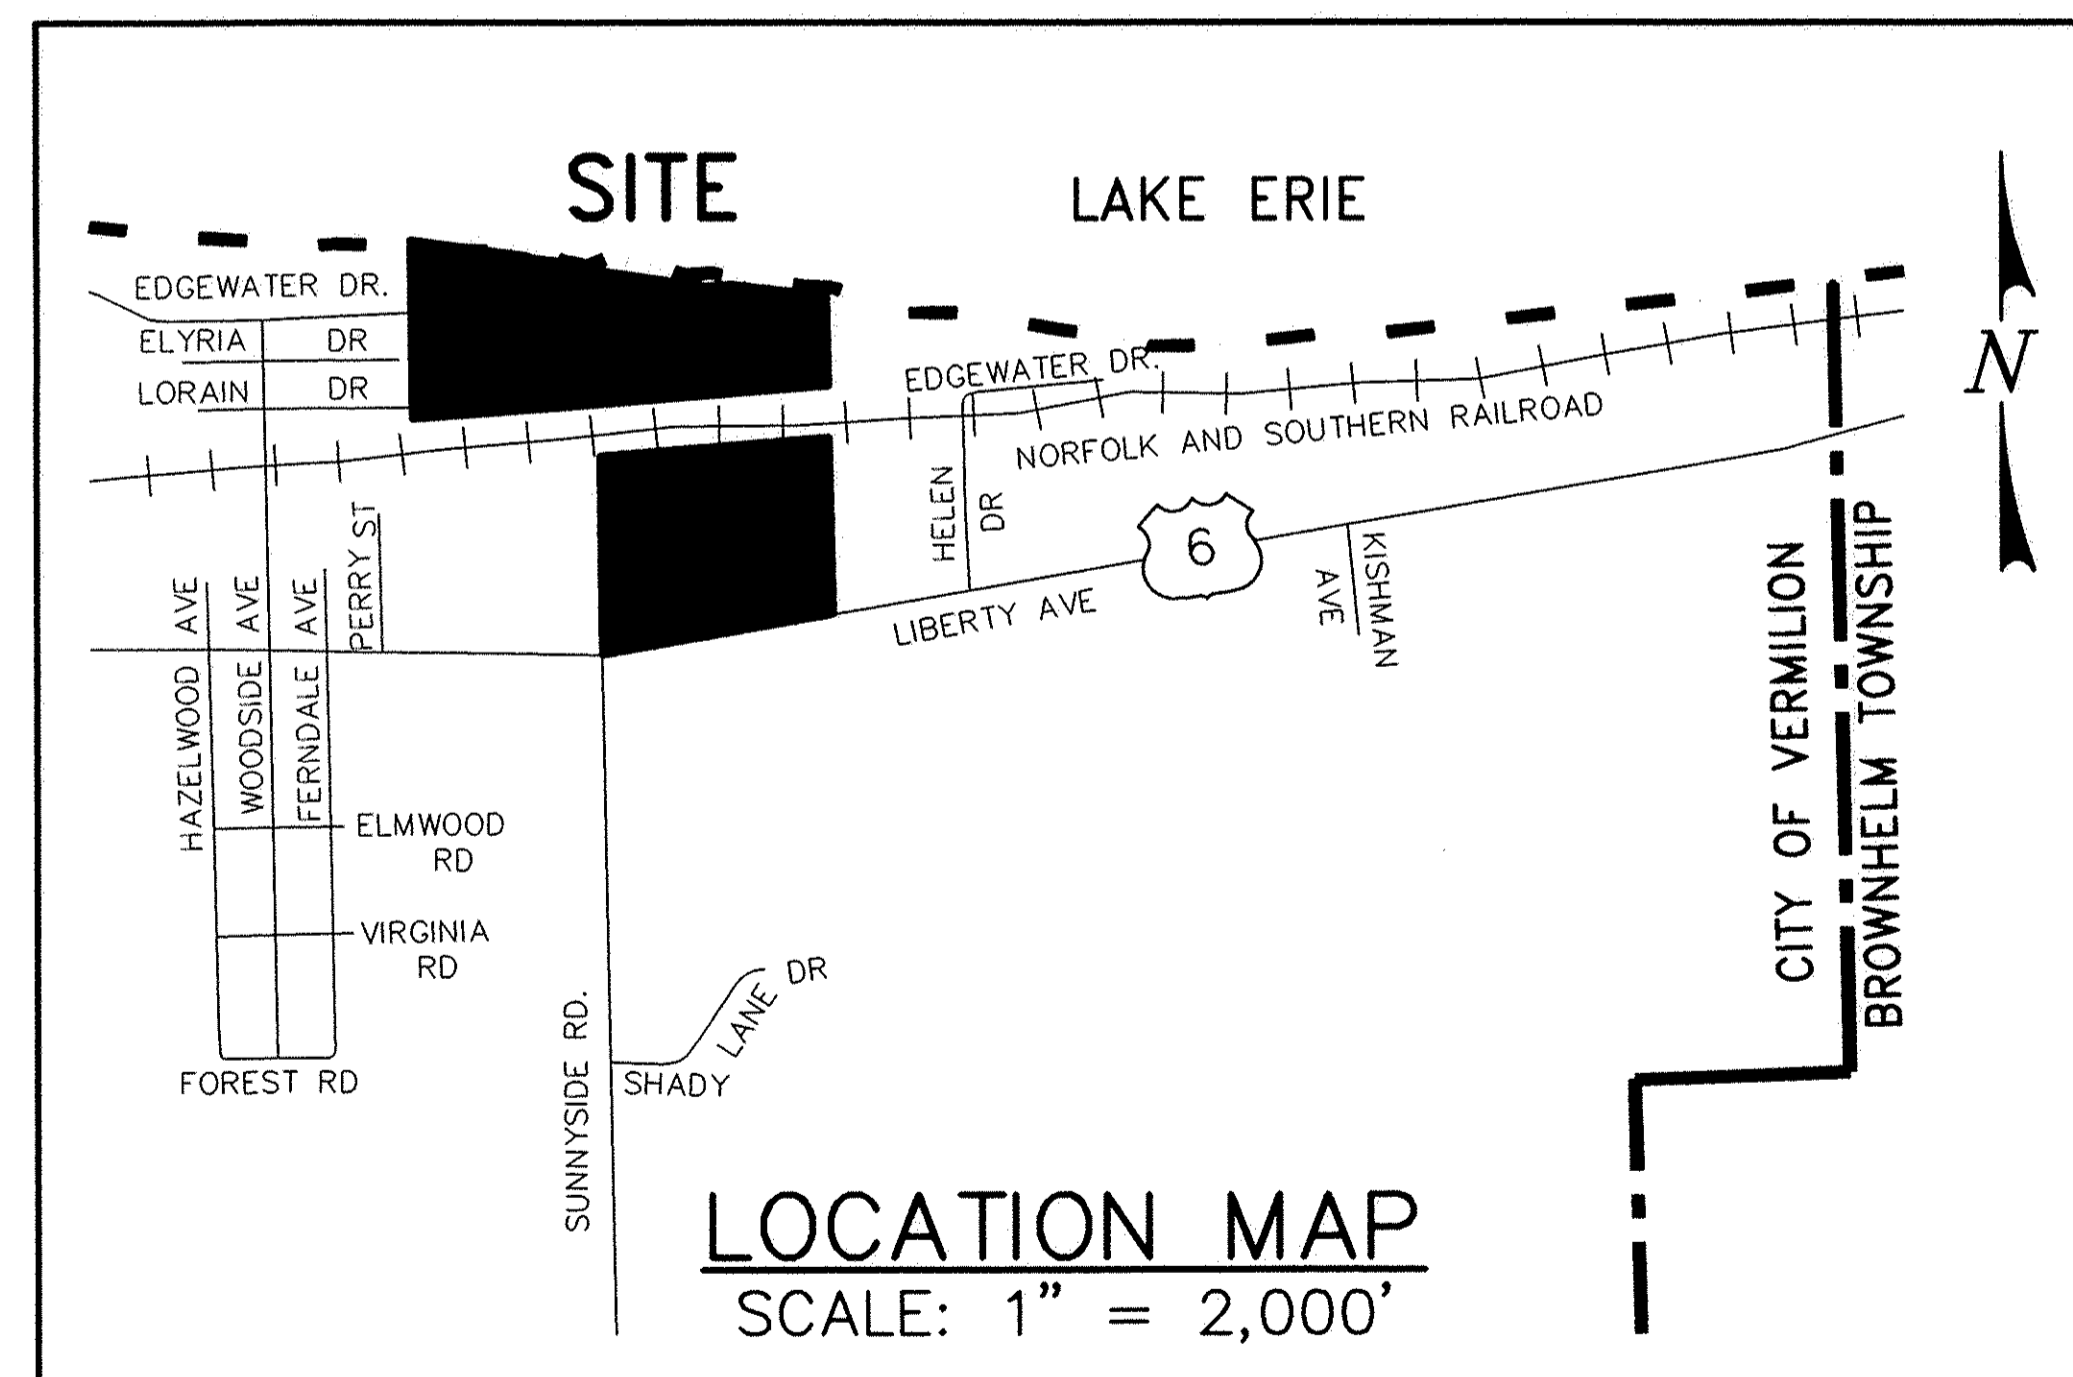 SITE
LAKE ERIE
EDGEWATER DR.
ELYRIA DR
LORAIN DR
EDGEWATER DR.
NORFOLK AND SOUTHERN RAILROAD
N
HELEN
DR
6
LIBERTY AVE
KISHMAN
AVE
PERRY ST
HAZELWOOD AVE
WOODSIDE AVE
FERNDALE AVE
CITY OF VERMILION
BROWNHELM TOWNSHIP
ELMWOOD
RD
VIRGINIA
RD
FOREST RD
SUNNYSIDE RD.
SHADY LANE DR
LOCATION MAP
SCALE: 1" = 2,000'